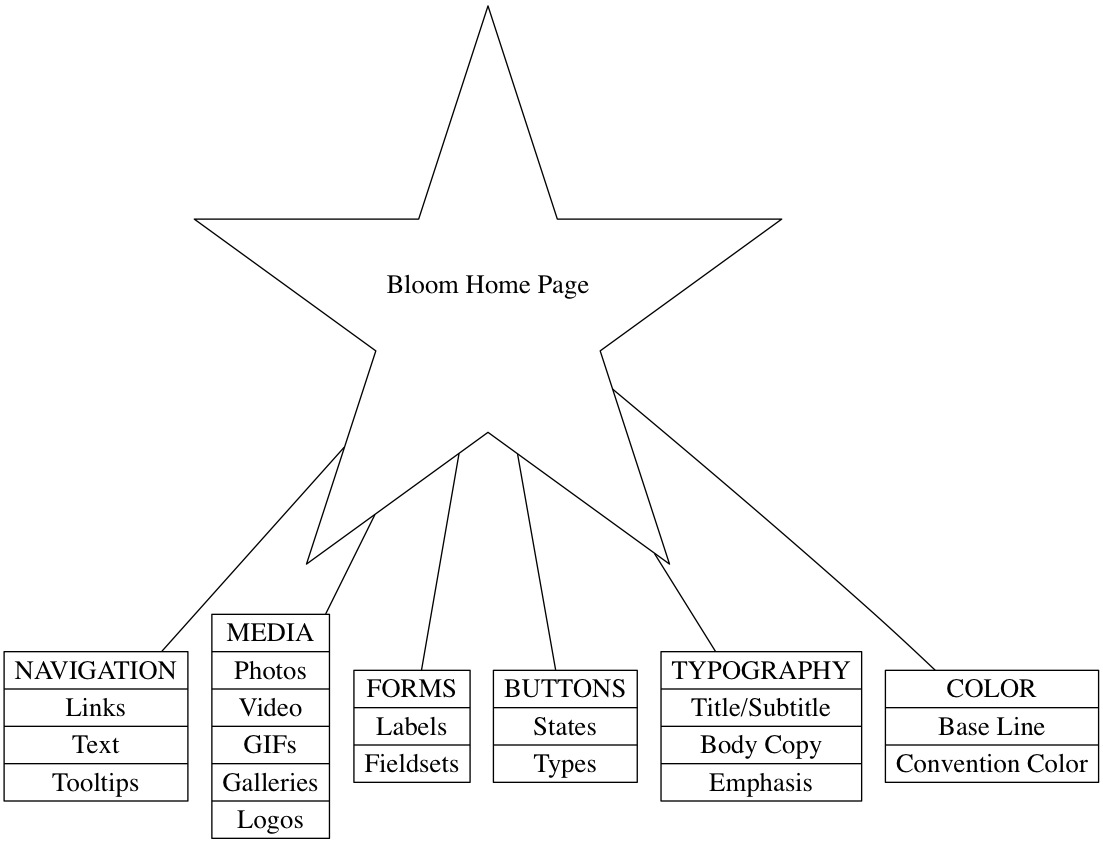 Bloom Home Page
NAVIGATION
Links
Text
Tooltips
MEDIA
Photos
Video
GIFs
Galleries
Logos
FORMS
Labels
Fieldsets
BUTTONS
States
Types
TYPOGRAPHY
Title/Subtitle
Body Copy
Emphasis
COLOR
Base Line
Convention Color